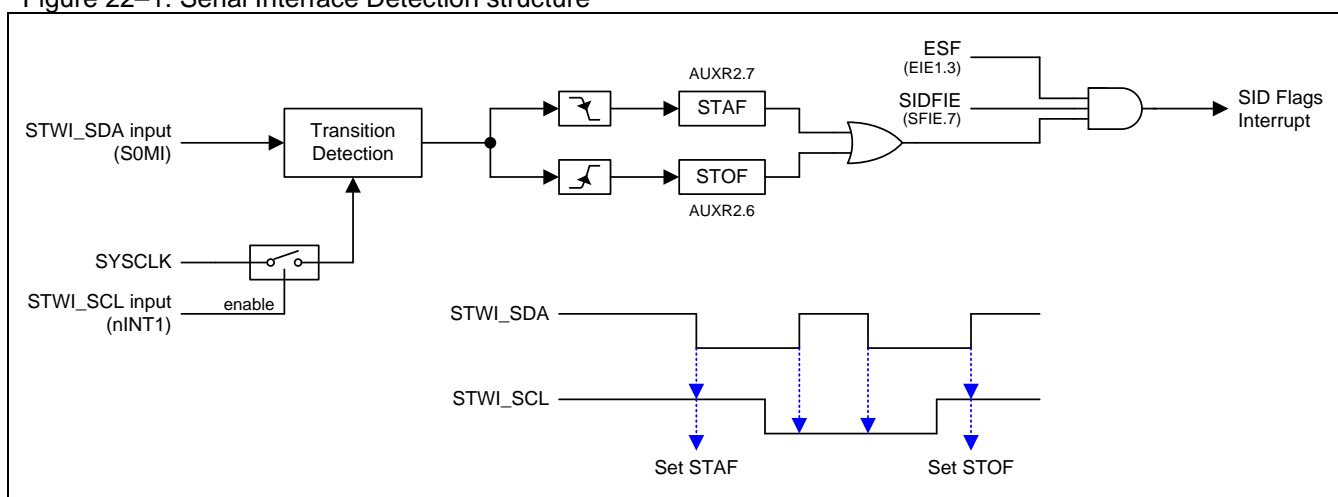 Figure 22–1. Serial Interface Detection structure
ESF
(EIE1.3)
AUXR2.7
STAF
SIDFIE
(SFIE.7)
SID Flags
Interrupt
STWI_SDA input
(S0MI)
Transition
Detection
STOF
AUXR2.6
SYSCLK
STWI_SCL input
(nINT1)
enable
STWI_SDA
STWI_SCL
Set STAF
Set STOF